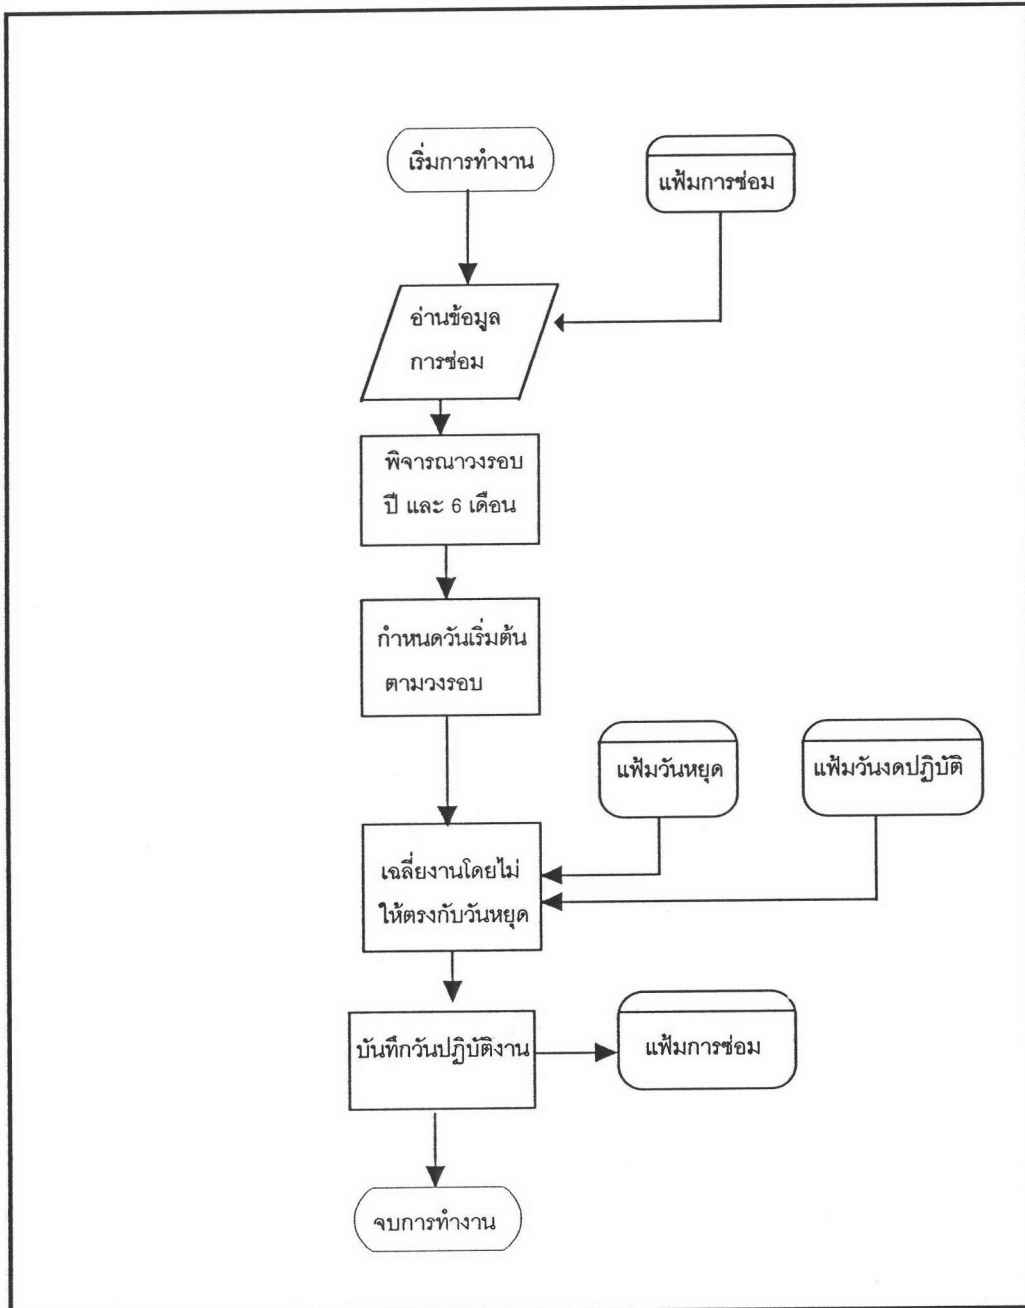 เริ่มการทำงาน
แฟ้มการซ่อม
อ่านข้อมูล
การซ่อม
พิจารณาวงรอบ
ปี และ 6 เดือน
กำหนดวันเริ่มต้น
ตามวงรอบ
แฟ้มวันหยุด
แฟ้มวันงดปฏิบัติ
เฉลี่ยงานโดยไม่
ให้ตรงกับวันหยุด
บันทึกวันปฏิบัติงาน
แฟ้มการซ่อม
จบการทำงาน